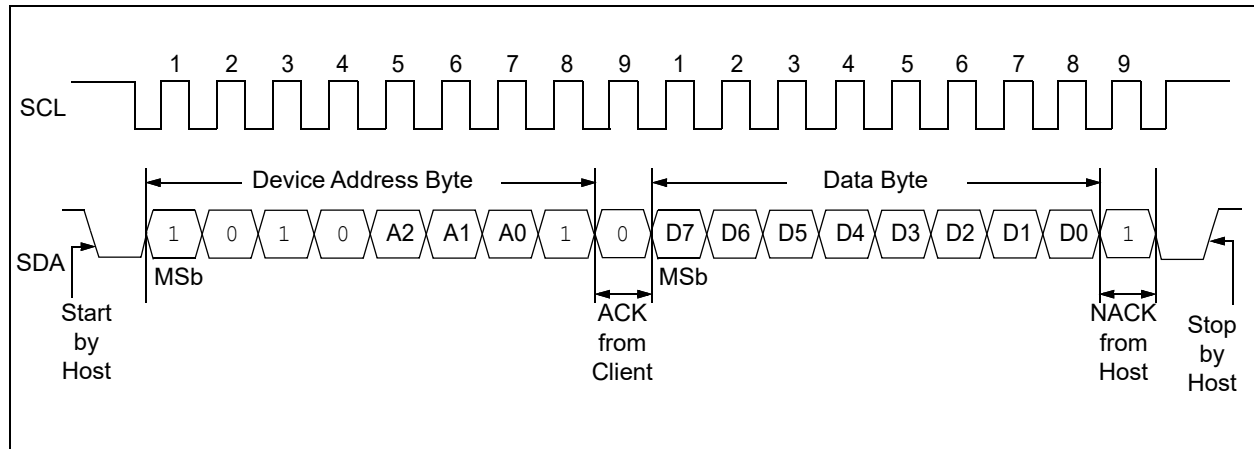 1 2 3 4 5 6 7 8 9 1 2 3 4 5 6 7 8 9
SCL
Device Address Byte
Data Byte
SDA
1 0 1 0 A2 A1 A0 1 0 D7 D6 D5 D4 D3 D2 D1 D0 1
MSb
MSb
Start
by
Host
ACK
from
Client
NACK
from
Host
Stop
by
Host